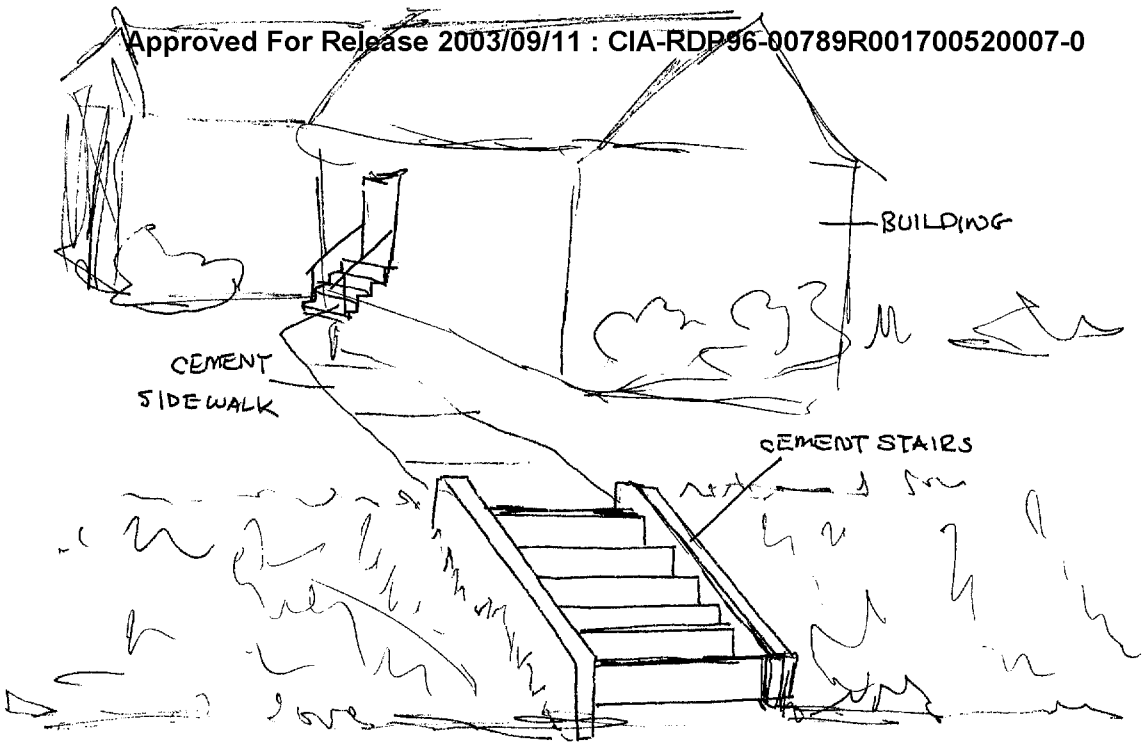 Approved For Release 2003/09/11 : CIA-RDP96-00789R001700520007-0
BUILDING
CEMENT
SIDEWALK
CEMENT STAIRS